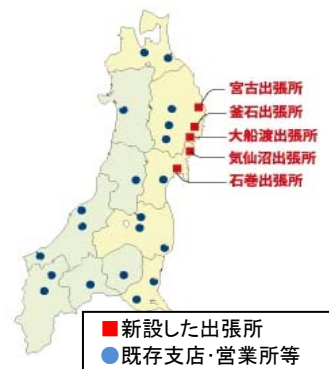 宮古出張所
釜石出張所
大船渡出張所
気仙沼出張所
石巻出張所
■新設した出張所
●既存支店・営業所等